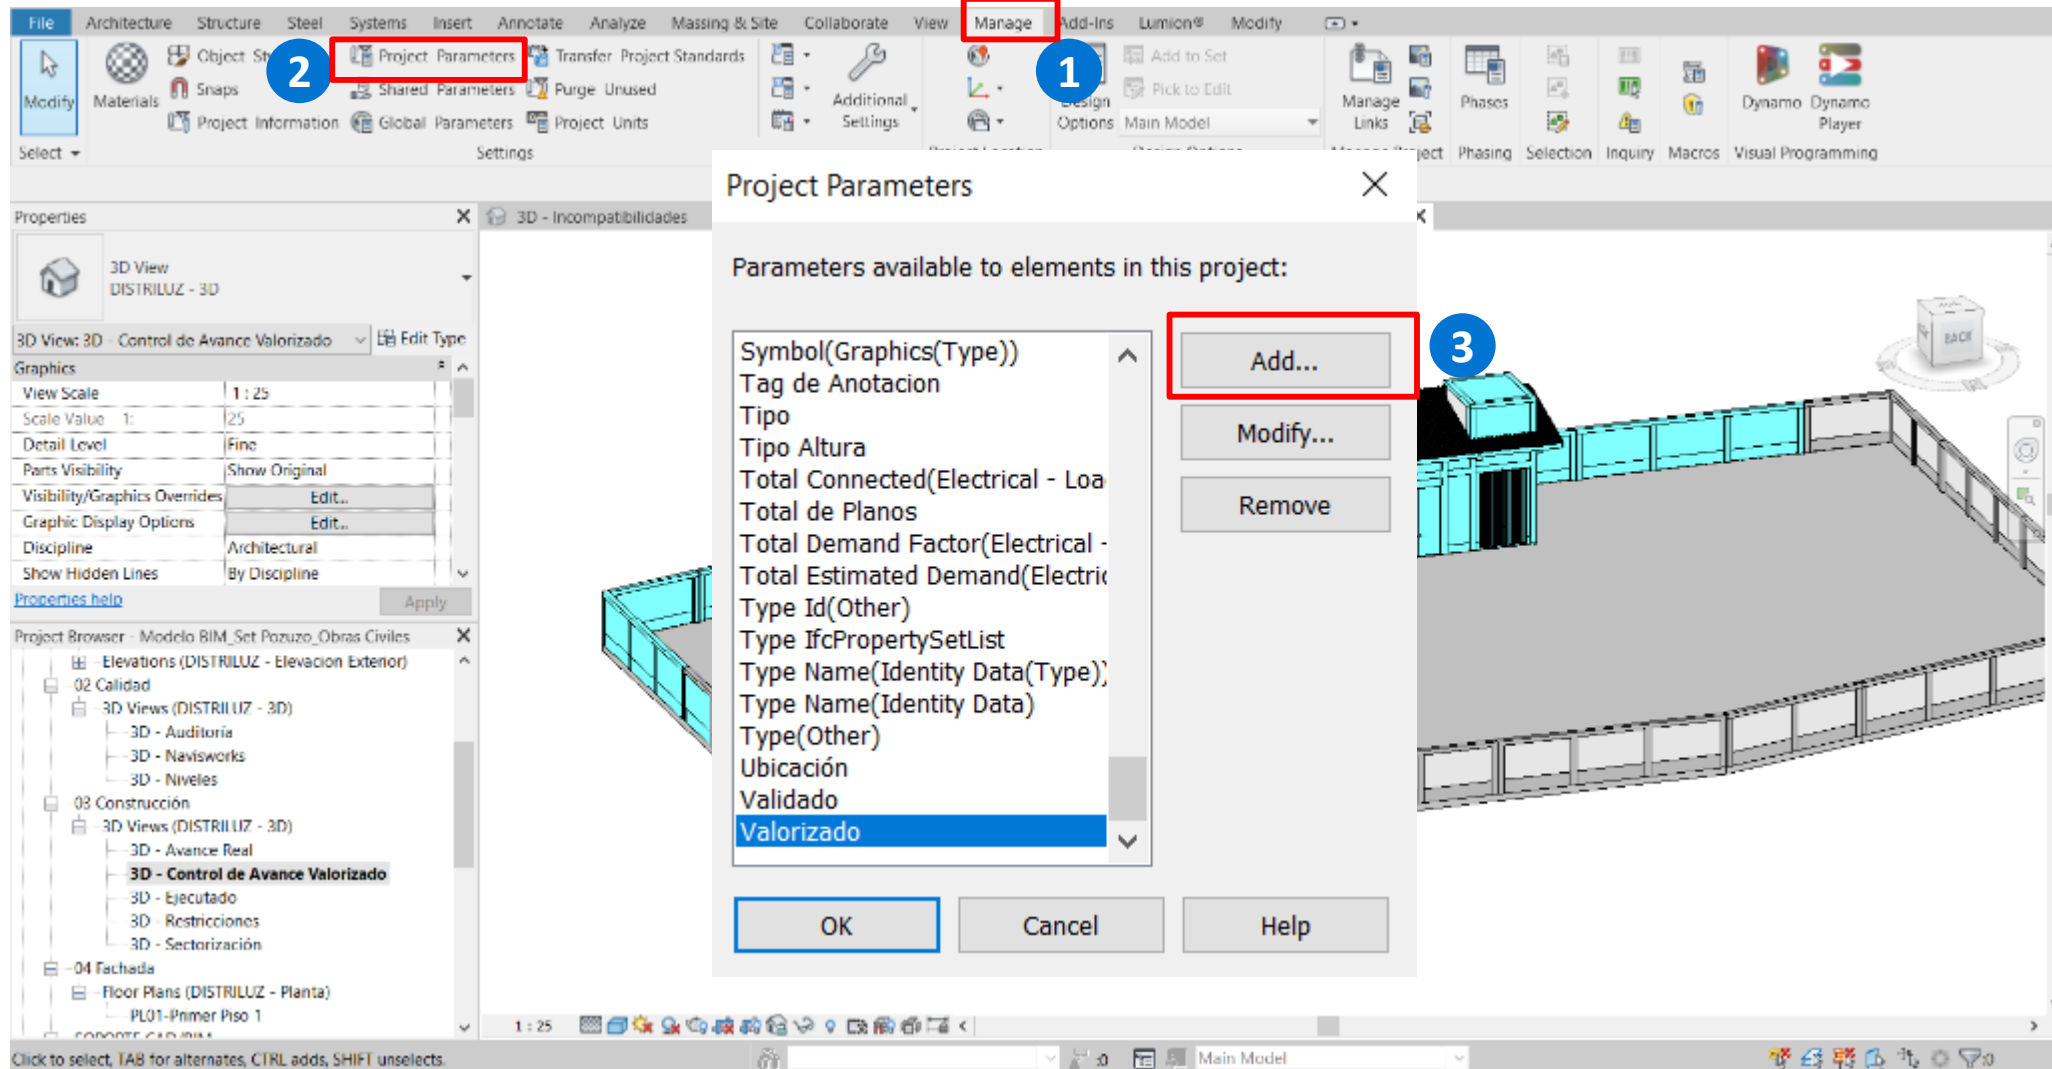 File Architecture Structure Steel Systems Insert Annotate Analyze Massing & Site Collaborate View Manage Add-Ins Lumion® Modify
Modify
Materials
Object
Snaps
Project Information
2
Project Parameters
Shared Parameters
Global Parameters
Transfer Project Standards
Purge Unused
Project Units
Additional
Settings
1
Design
Options
Add to Set
Pick to Edit
Main Model
Manage
Links
Phases
Dynamo
Dynamo
Player
Select
Settings
Phasing
Selection
Inquiry
Macros
Visual Programming
Properties
3D View
DISTRILUZ - 3D
3D View: 3D - Control de Avance Valorizado
Edit Type
Graphics
View Scale 1 : 25
Scale Value 1: 25
Detail Level Fine
Parts Visibility Show Original
Visibility/Graphics Overrides Edit...
Graphic Display Options Edit...
Discipline Architectural
Show Hidden Lines By Discipline
Properties help
Apply
Project Browser - Modelo BIM_Set Pozuzo_Obras Civiles
Elevations (DISTRILUZ - Elevacion Exterior)
02 Calidad
3D Views (DISTRILUZ - 3D)
3D - Auditoría
3D - Navisworks
3D - Niveles
03 Construcción
3D Views (DISTRILUZ - 3D)
3D - Avance Real
3D - Control de Avance Valorizado
3D - Ejecutado
3D - Restricciones
3D - Sectorización
04 Fachada
Floor Plans (DISTRILUZ - Planta)
PL01-Primer Piso 1
3D - Incompatibilidades
Project Parameters
Parameters available to elements in this project:
Symbol(Graphics(Type))
Tag de Anotacion
Tipo
Tipo Altura
Total Connected(Electrical - Loa
Total de Planos
Total Demand Factor(Electrical -
Total Estimated Demand(Electric
Type Id(Other)
Type IfcPropertySetList
Type Name(Identity Data(Type))
Type Name(Identity Data)
Type(Other)
Ubicación
Validado
Valorizado
Add...
3
Modify...
Remove
OK
Cancel
Help
BACK
1 : 25
Click to select, TAB for alternates, CTRL adds, SHIFT unselects.
:0
Main Model
:0